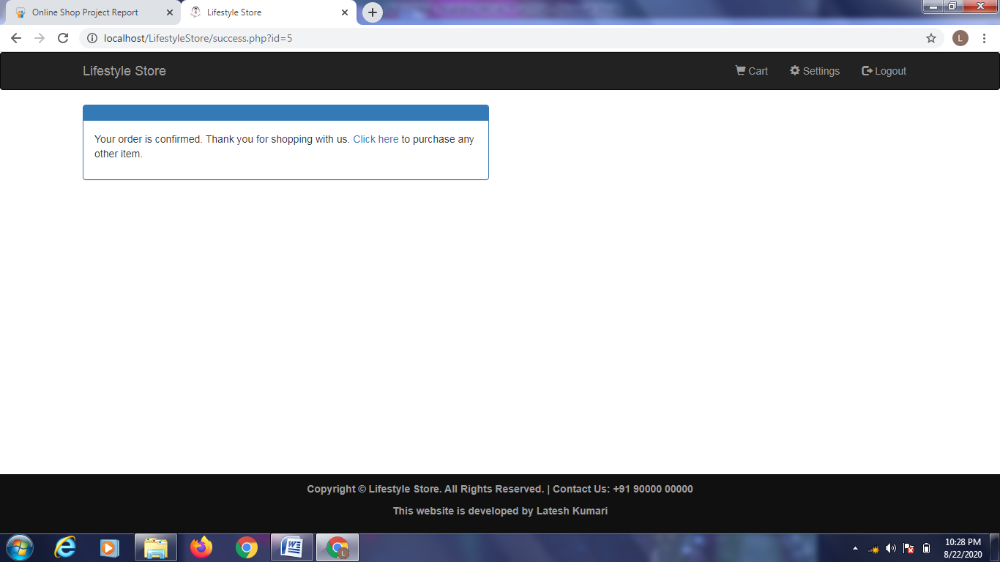 Online Shop Project Report
Lifestyle Store
localhost/LifestyleStore/success.php?id=5
L
Lifestyle Store
Cart
Settings
Logout
Your order is confirmed. Thank you for shopping with us. Click here to purchase any
other item.
Copyright © Lifestyle Store. All Rights Reserved. | Contact Us: +91 90000 00000
This website is developed by Latesh Kumari
L
10:28 PM
8/22/2020